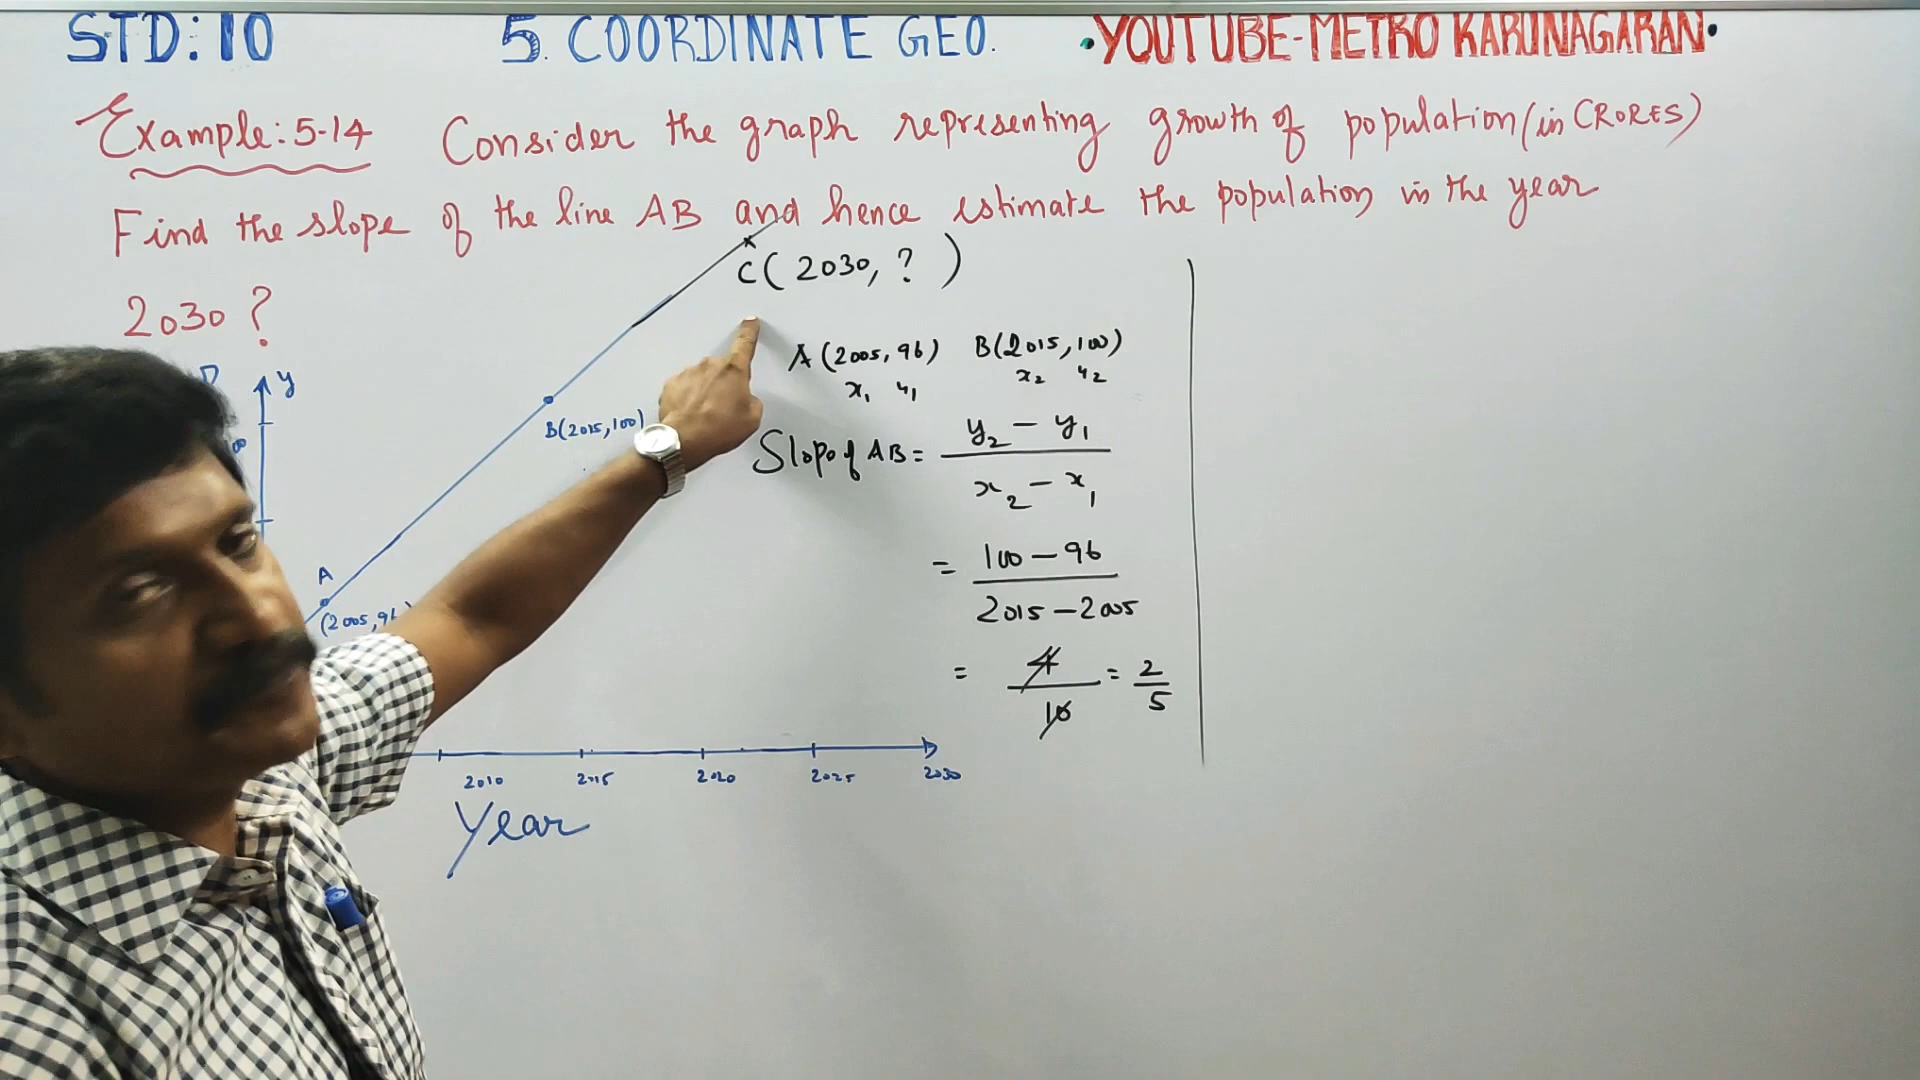 STD:10 5. COORDINATE GEO. •YOUTUBE-METRO KARUNAGARAN•
Example:5-14 Consider the graph representing growth of population (in CRORES)
Find the slope of the line AB and hence estimate the population in the year
2030 ?
C(2030, ? )
A(2005, 96) B(2015, 100)
x₁ y₁ x₂ y₂
y
B(2015, 100)
Slope of AB = y₂ - y₁ / x₂ - x₁
= 100 - 96 / 2015 - 2005
A
(2005, 96
= 4/10 = 2/5
2010 2015 2020 2025 2030
Year